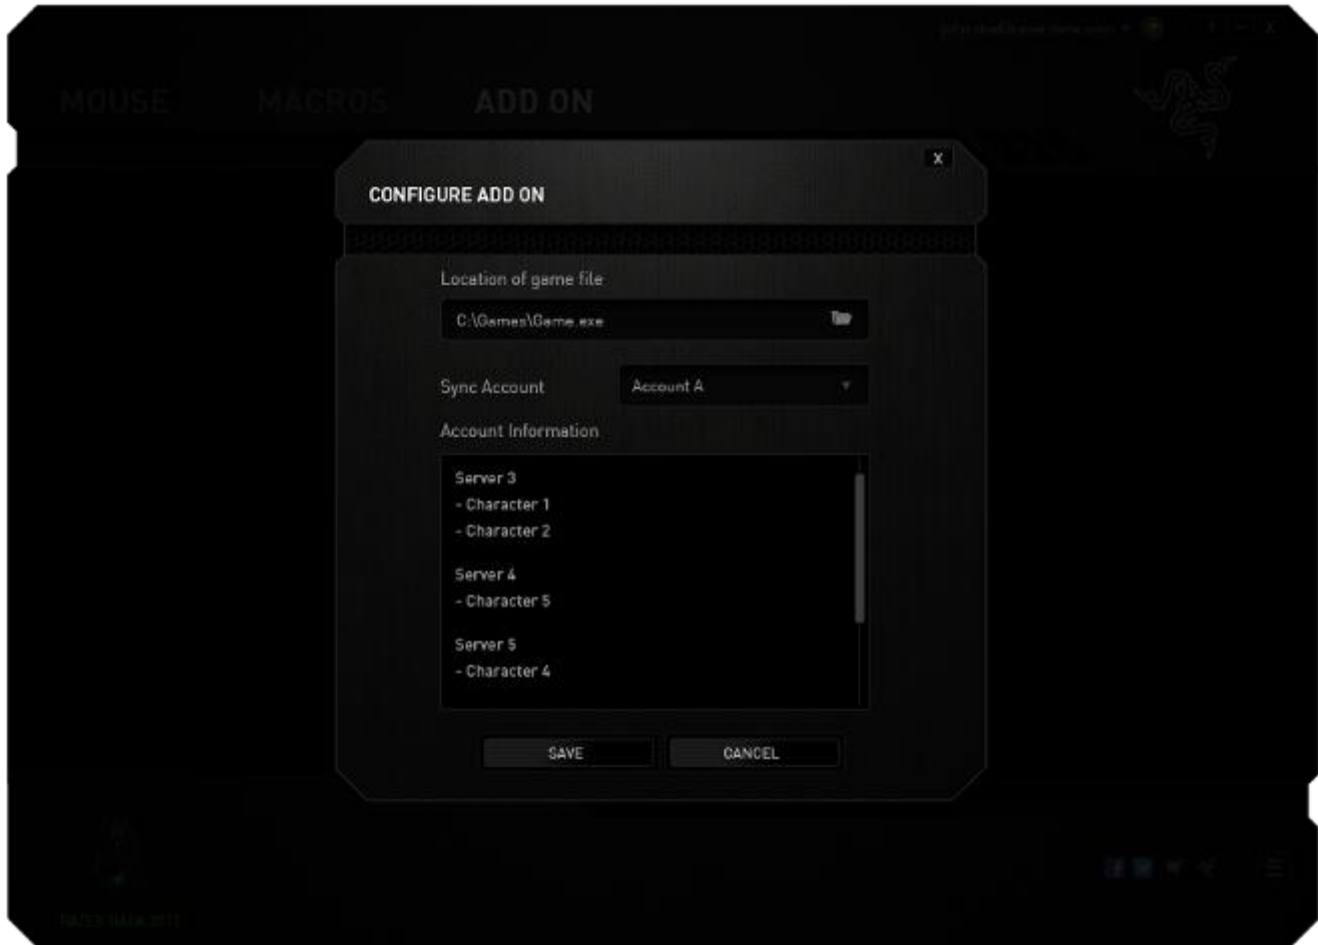 MOUSE MACROS ADD ON
X
CONFIGURE ADD ON
Location of game file
C:\Games\Game.exe
Sync Account Account A
Account Information
Server 3
- Character 1
- Character 2
Server 4
- Character 5
Server 5
- Character 4
SAVE CANCEL